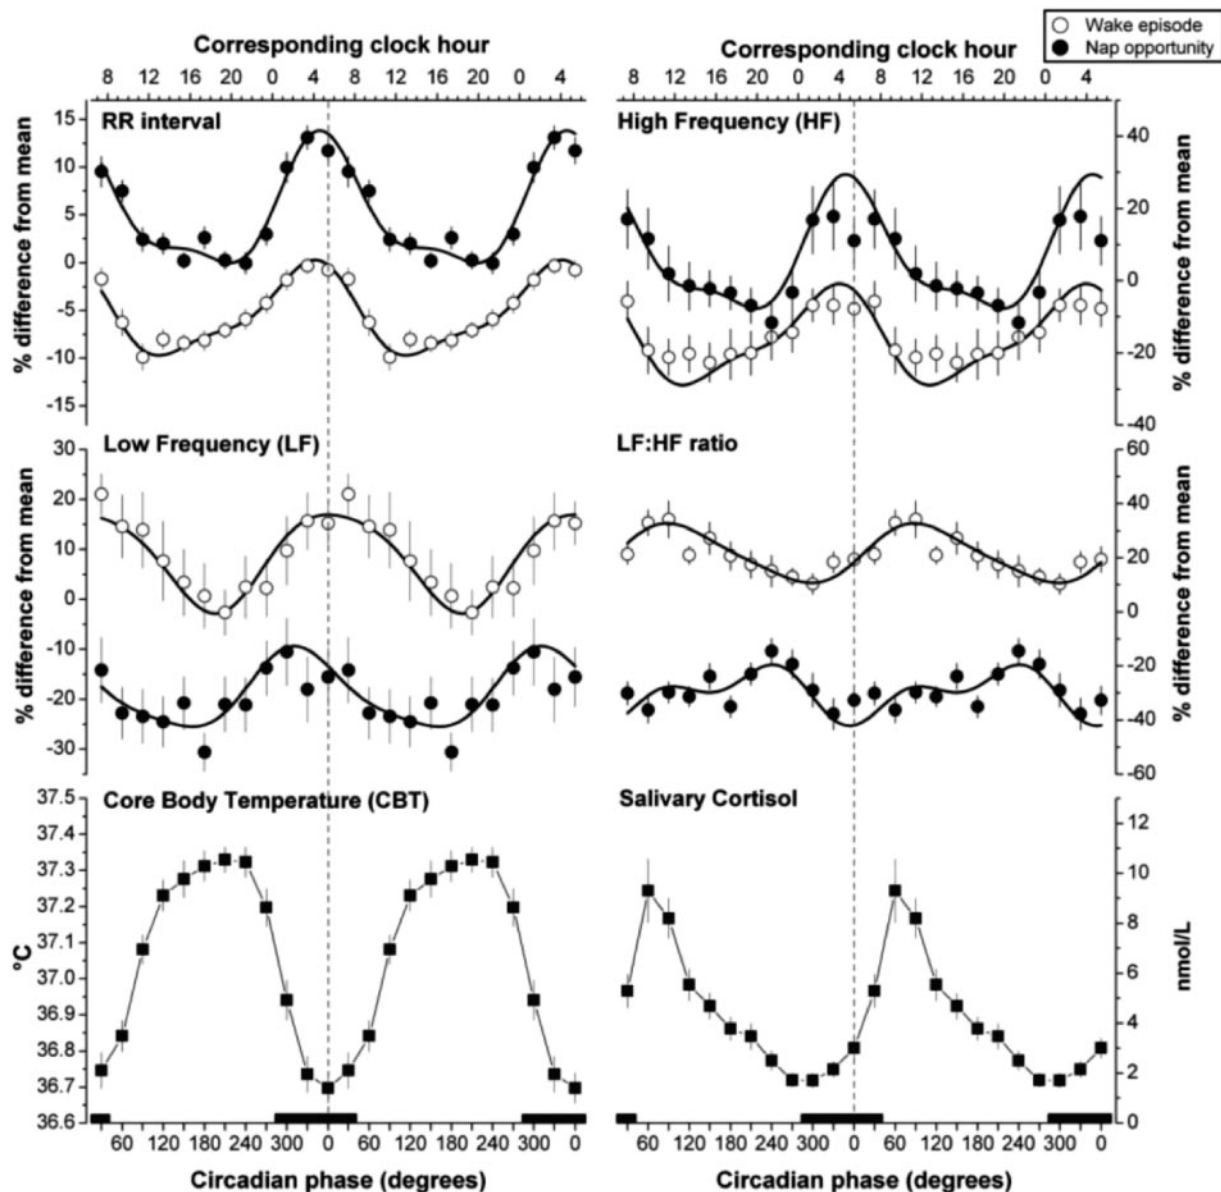 Wake episode
Nap opportunity
Corresponding clock hour
Corresponding clock hour
8 12 16 20 0 4 8 12 16 20 0 4
8 12 16 20 0 4 8 12 16 20 0 4
RR interval
15
10
5
0
-5
-10
-15
% difference from mean
High Frequency (HF)
40
20
0
-20
-40
% difference from mean
Low Frequency (LF)
30
20
10
0
-10
-20
-30
% difference from mean
LF:HF ratio
60
40
20
0
-20
-40
-60
% difference from mean
Core Body Temperature (CBT)
37.5
37.4
37.3
37.2
37.1
37.0
36.9
36.8
36.7
36.6
°C
Salivary Cortisol
12
10
8
6
4
2
0
nmol/L
60 120 180 240 300 0 60 120 180 240 300 0
60 120 180 240 300 0 60 120 180 240 300 0
Circadian phase (degrees)
Circadian phase (degrees)